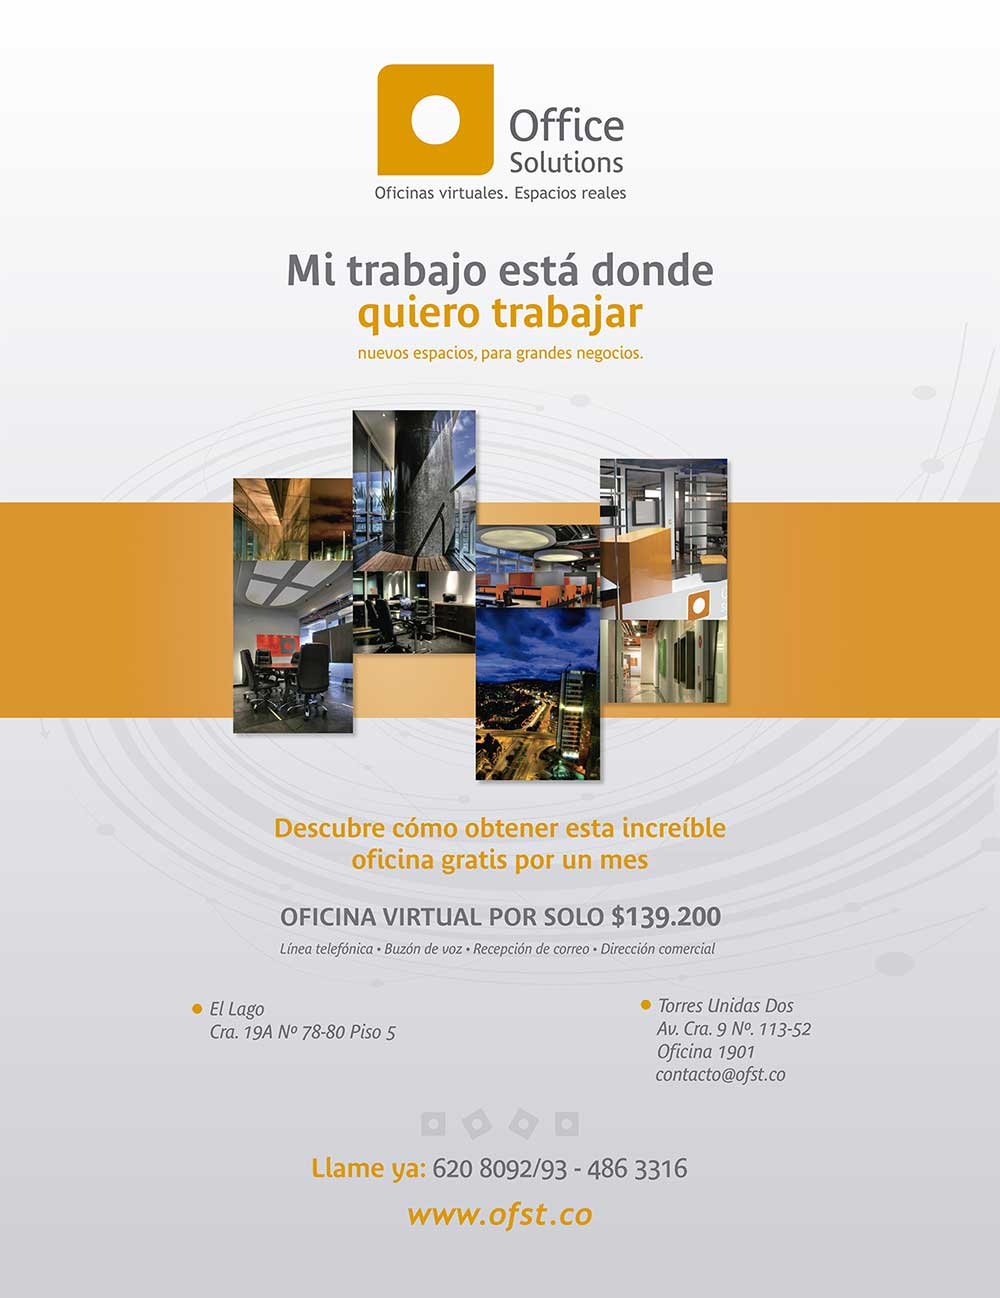 Office
Solutions
Oficinas virtuales. Espacios reales
Mi trabajo está donde
quiero trabajar
nuevos espacios, para grandes negocios.
Descubre cómo obtener esta increíble
oficina gratis por un mes
OFICINA VIRTUAL POR SOLO $139.200
Línea telefónica • Buzón de voz • Recepción de correo • Dirección comercial
El Lago
Cra. 19A Nº 78-80 Piso 5
Torres Unidas Dos
Av. Cra. 9 Nº. 113-52
Oficina 1901
contacto@ofst.co
Llame ya: 620 8092/93 - 486 3316
www.ofst.co